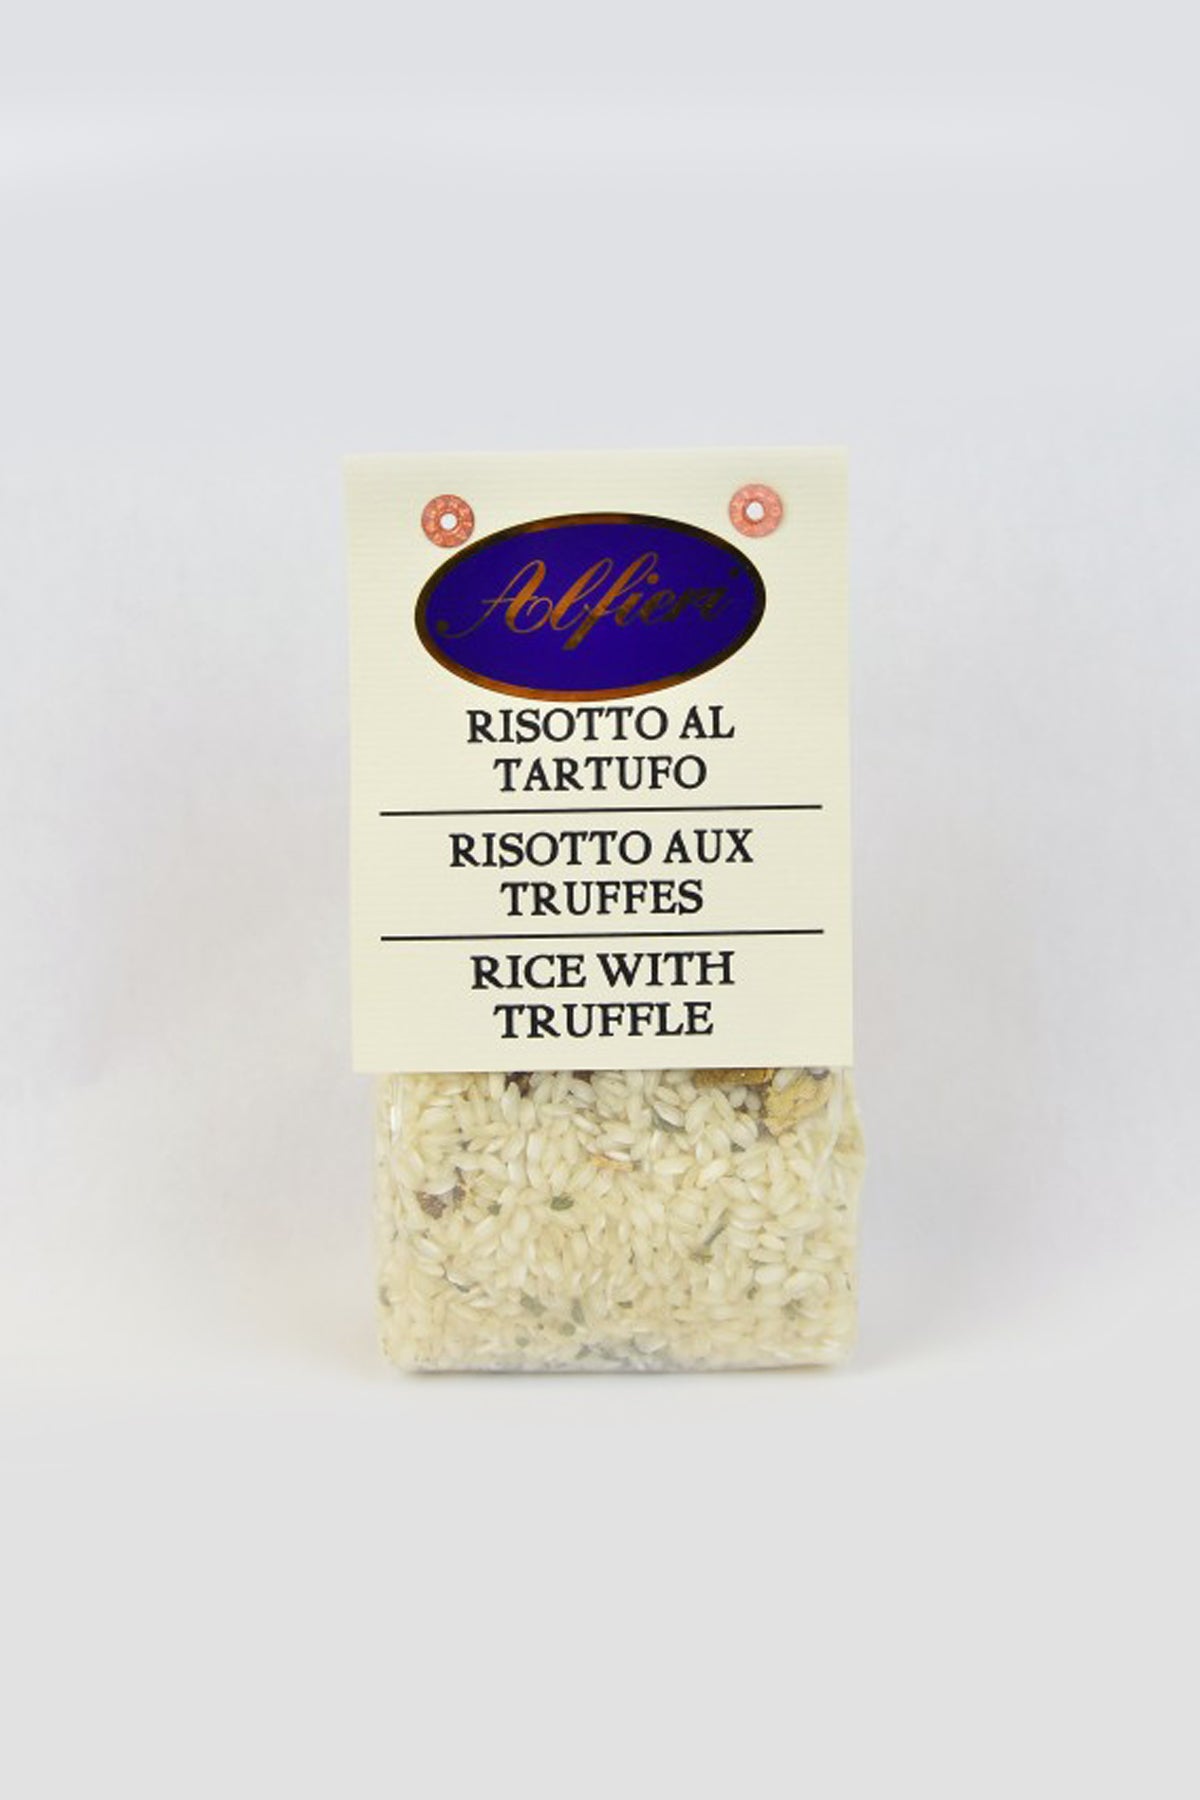 Alfieri
RISOTTO AL
TARTUFO
RISOTTO AUX
TRUFFES
RICE WITH
TRUFFLE